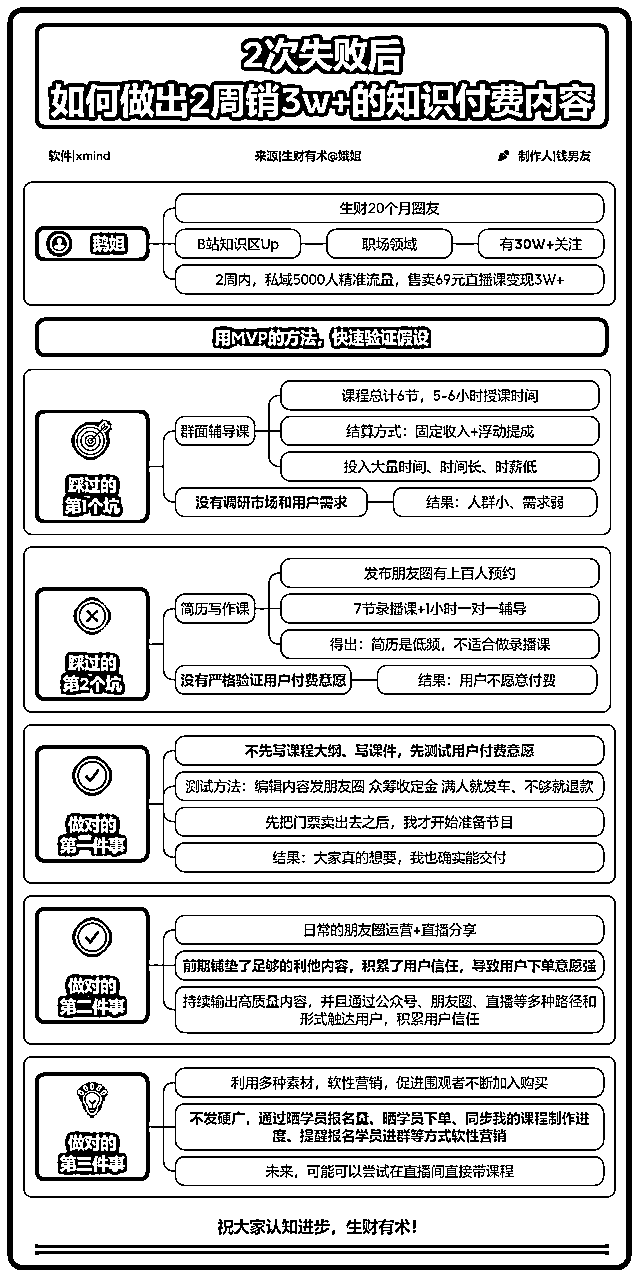 2次失败后
如何做出2周销3w+的知识付费内容
软件|xmind
来源|生财有术@娥姐
制作人|钱男友
鹅姐
生财20个月圈友
B站知识区Up
职场领域
有30W+关注
2周内，私域5000人精准流量，售卖69元直播课变现3W+
用MVP的方法，快速验证假设
踩过的
第1个坑
群面辅导课
课程总计6节，5-6小时授课时间
结算方式：固定收入+浮动提成
投入大量时间、时间长、时薪低
没有调研市场和用户需求
结果：人群小、需求弱
踩过的
第2个坑
简历写作课
发布朋友圈有上百人预约
7节录播课+1小时一对一辅导
得出：简历是低频，不适合做录播课
没有严格验证用户付费意愿
结果：用户不愿意付费
做对的
第一件事
不先写课程大纲、写课件，先测试用户付费意愿
测试方法：编辑内容发朋友圈 众筹收定金 满人就发车、不够就退款
先把门票卖出去之后，我才开始准备节目
结果：大家真的想要，我也确实能交付
做对的
第二件事
日常的朋友圈运营+直播分享
前期铺垫了足够的利他内容，积累了用户信任，导致用户下单意愿强
持续输出高质量内容，并且通过公众号、朋友圈、直播等多种路径和
形式触达用户，积累用户信任
做对的
第三件事
利用多种素材，软性营销，促进围观者不断加入购买
不发硬广，通过晒学员报名量、晒学员下单、同步我的课程制作进
度、提醒报名学员进群等方式软性营销
未来，可能可以尝试在直播间直接带课程
祝大家认知进步，生财有术！